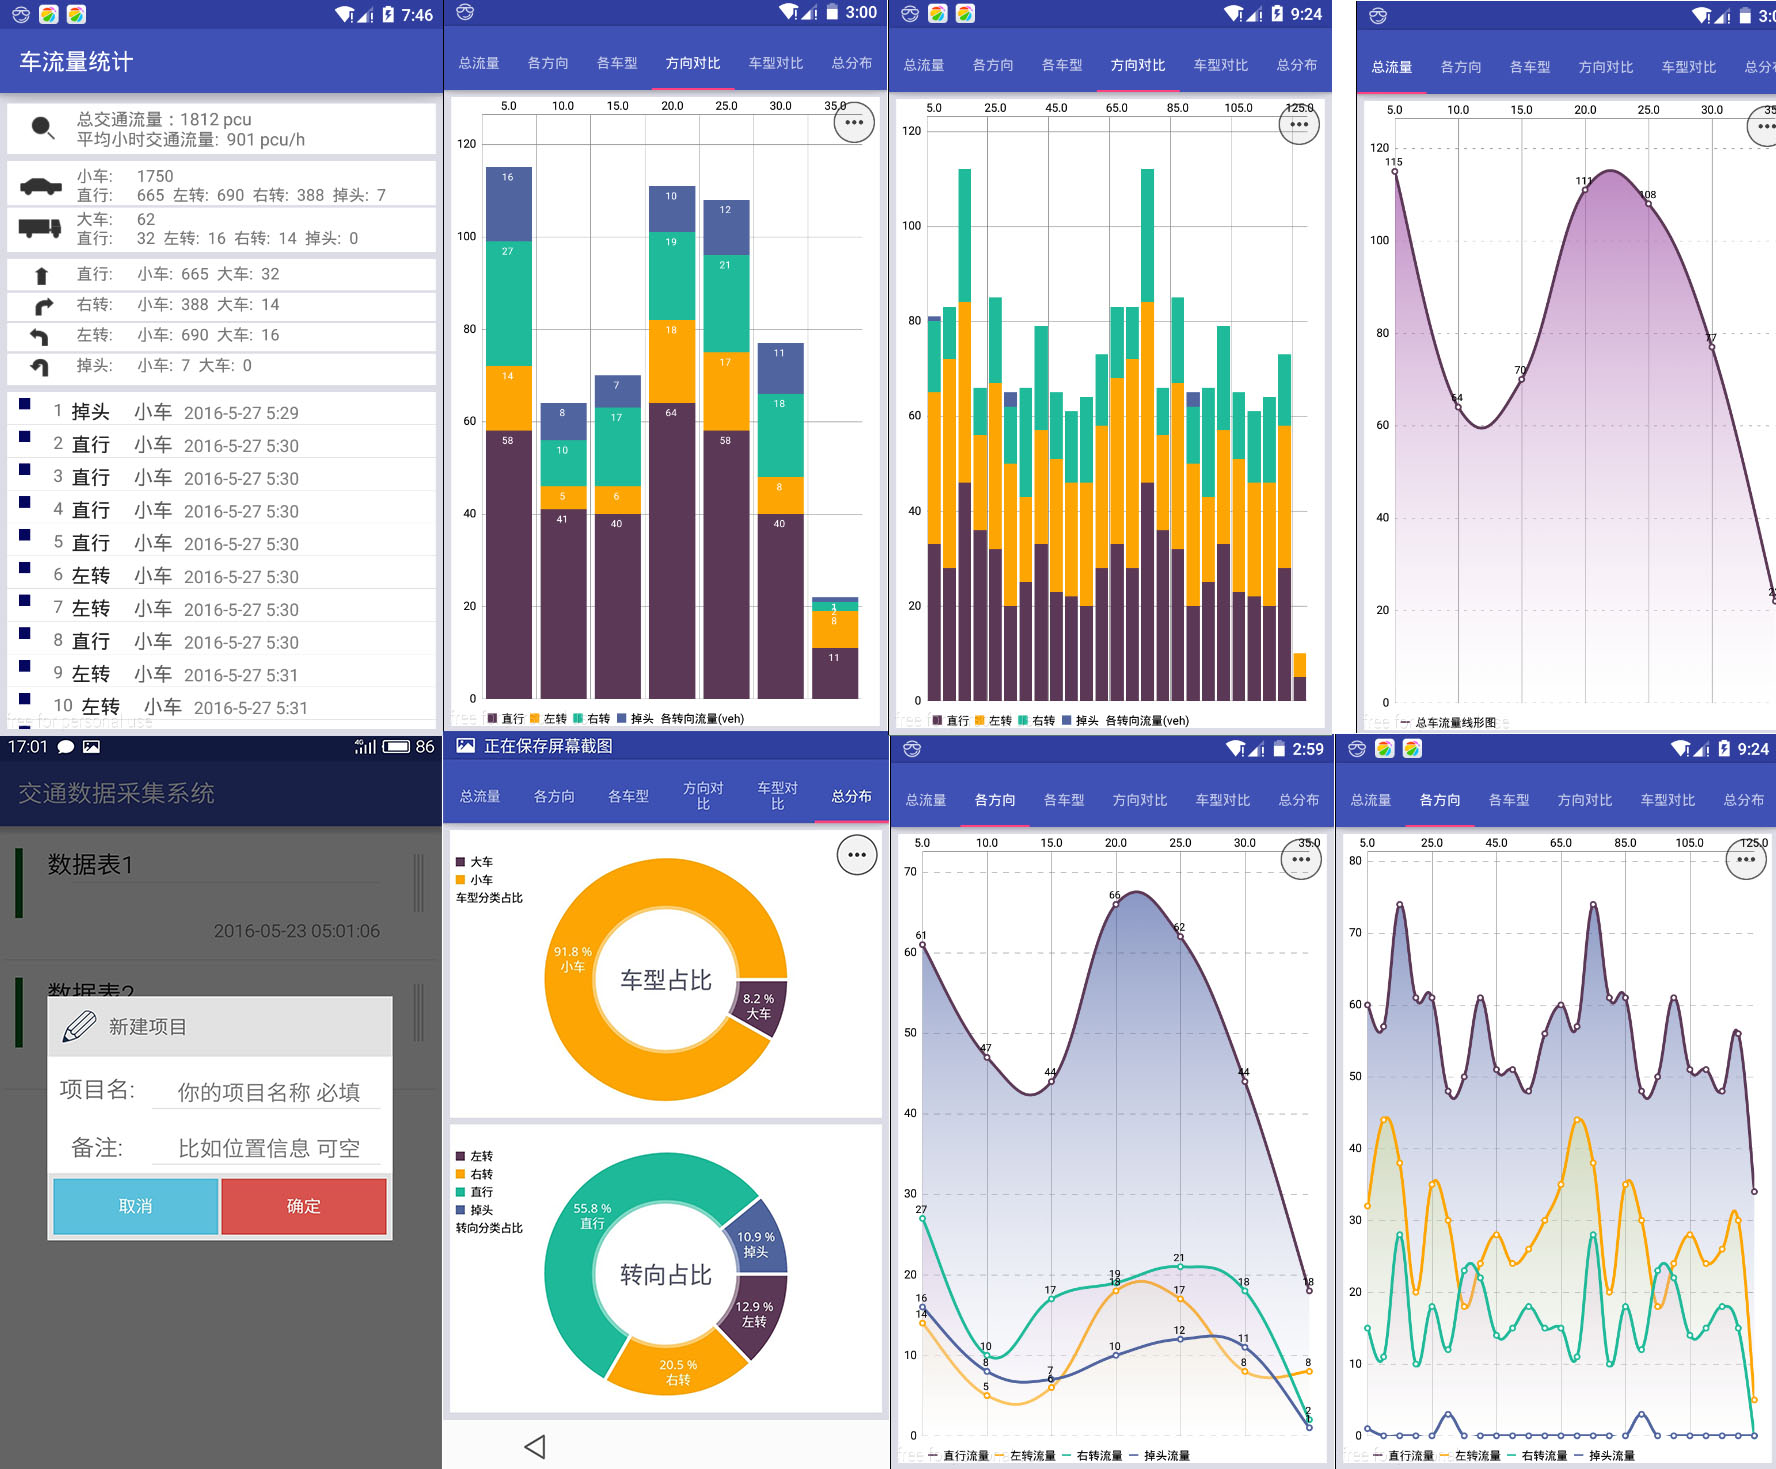 7:46
车流量统计
总交通流量：1812 pcu
平均小时交通流量: 901 pcu/h
小车: 1750
直行: 665 左转: 690 右转: 388 掉头: 7
大车: 62
直行: 32 左转: 16 右转: 14 掉头: 0
直行: 小车: 665 大车: 32
右转: 小车: 388 大车: 14
左转: 小车: 690 大车: 16
掉头: 小车: 7 大车: 0
1 掉头 小车 2016-5-27 5:29
2 直行 小车 2016-5-27 5:30
3 直行 小车 2016-5-27 5:30
4 直行 小车 2016-5-27 5:30
5 直行 小车 2016-5-27 5:30
6 左转 小车 2016-5-27 5:30
7 左转 小车 2016-5-27 5:30
8 直行 小车 2016-5-27 5:30
9 左转 小车 2016-5-27 5:31
10 左转 小车 2016-5-27 5:31
free for personal use
3:00
总流量 各方向 各车型 方向对比 车型对比 总分布
5.0 10.0 15.0 20.0 25.0 30.0 35.0
120
100
80
60
40
20
0
16
27
14
58
8
10
5
41
7
17
6
40
10
19
18
64
12
21
17
58
11
18
8
40
1
2
8
11
直行 左转 右转 掉头 各转向流量(veh)
9:24
总流量 各方向 各车型 方向对比 车型对比 总分布
5.0 25.0 45.0 65.0 85.0 105.0 125.0
120
100
80
60
40
20
0
直行 左转 右转 掉头 各转向流量(veh)
3:0
总流量 各方向 各车型 方向对比 车型对比 总分
5.0 10.0 15.0 20.0 25.0 30.0 35
120
100
80
60
40
20
0
115
64
70
111
108
77
总车流量线形图
17:01 4G 86
交通数据采集系统
数据表1
2016-05-23 05:01:06
数据表2
新建项目
项目名: 你的项目名称 必填
备注: 比如位置信息 可空
取消 确定
正在保存屏幕截图
总流量 各方向 各车型 方向对比 车型对比 总分布
大车
小车
车型分类占比
91.8 %
小车
车型占比
8.2 %
大车
左转
右转
直行
掉头
转向分类占比
55.8 %
直行
10.9 %
掉头
转向占比
12.9 %
左转
20.5 %
右转
2:59
总流量 各方向 各车型 方向对比 车型对比 总分布
5.0 10.0 15.0 20.0 25.0 30.0 35.0
70
60
50
40
30
20
10
0
61
47
44
66
62
44
18
27
10
17
19
21
18
2
14
5
6
18
17
8
8
16
8
7
10
12
11
1
直行流量 左转流量 右转流量 掉头流量
9:24
总流量 各方向 各车型 方向对比 车型对比 总分布
5.0 25.0 45.0 65.0 85.0 105.0 125.0
80
70
60
50
40
30
20
10
0
直行流量 左转流量 右转流量 掉头流量